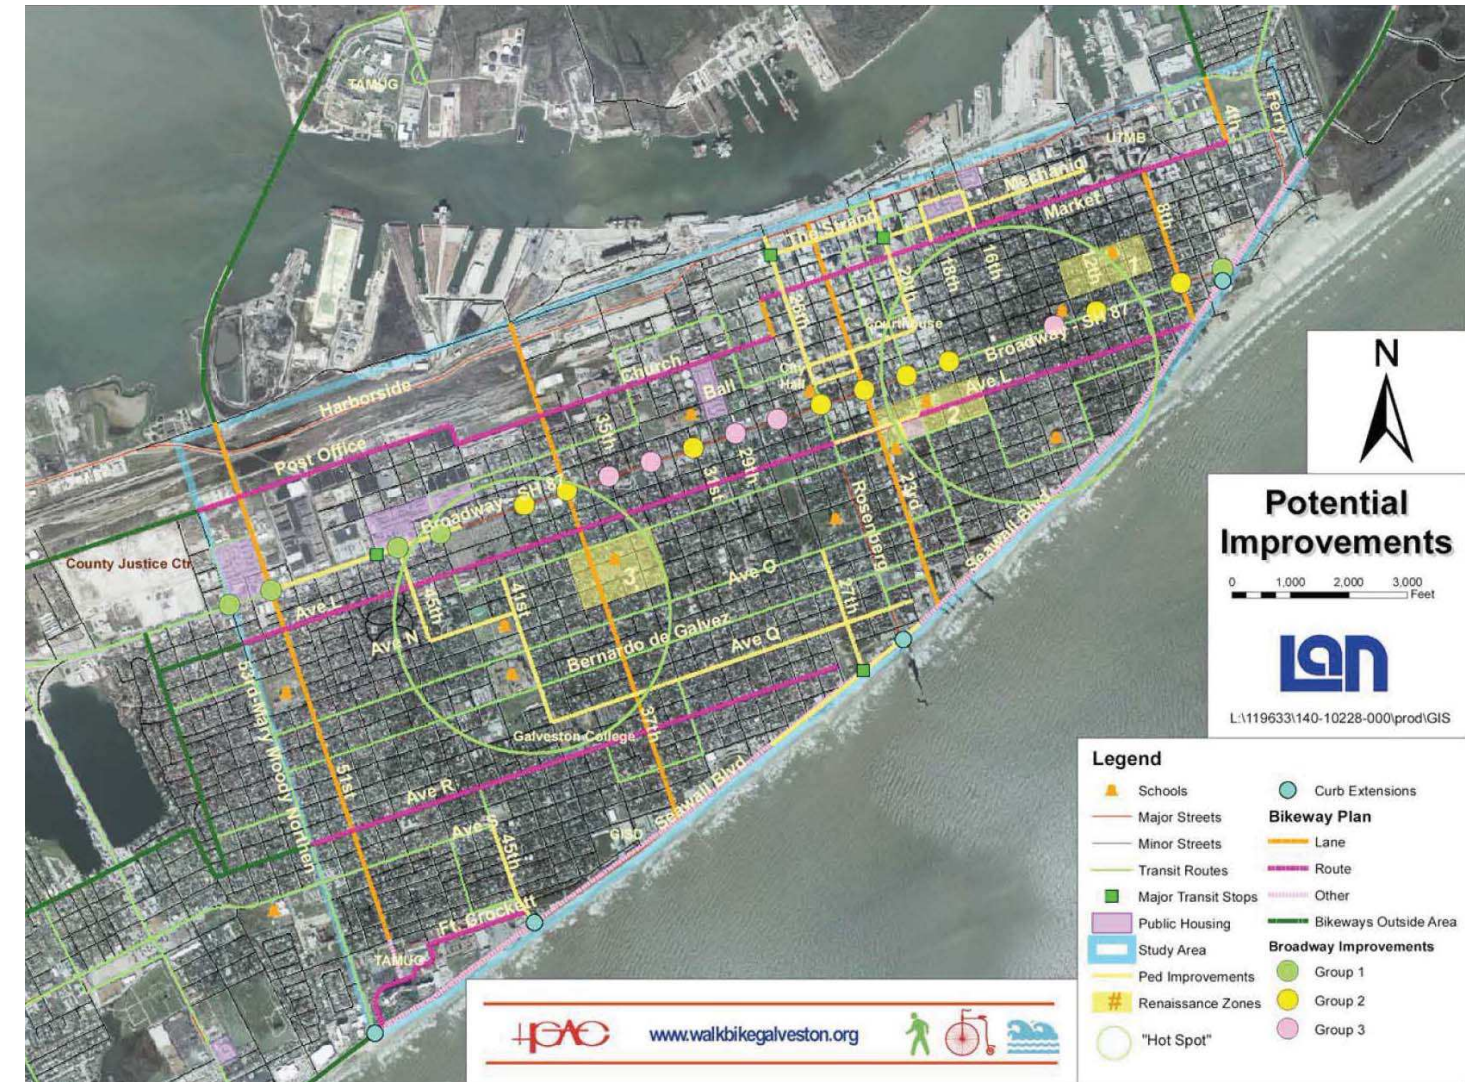 TAMUG
UTMB
4th
Ferry
Mechanic
The Strand
Market
8th
12th
1
16th
18th
20th
25th
Courthouse
City
Hall
Broadway - SH 87
Harborside
Church
Ball
Ave L
2
Post Office
35th
31st
29th
Rosenberg
23rd
Seawall Blvd
Broadway - SH 87
County Justice Ctr.
Ave L
45th
41st
3
Ave O
27th
Ave N
Bernardo de Galvez
Ave Q
53rd-Mary Moody Northen
51st
37th
Galveston College
Ave R
Seawall Blvd
Ave S
45th
GISD
Ft. Crockett
TAMUG
N
Potential
Improvements
0 1,000 2,000 3,000
Feet
LAN
L:\119633\140-10228-000\prod\GIS
Legend
Schools
Major Streets
Minor Streets
Transit Routes
Major Transit Stops
Public Housing
Study Area
Ped Improvements
# Renaissance Zones
"Hot Spot"
Curb Extensions
Bikeway Plan
Lane
Route
Other
Bikeways Outside Area
Broadway Improvements
Group 1
Group 2
Group 3
HGAC
www.walkbikegalveston.org